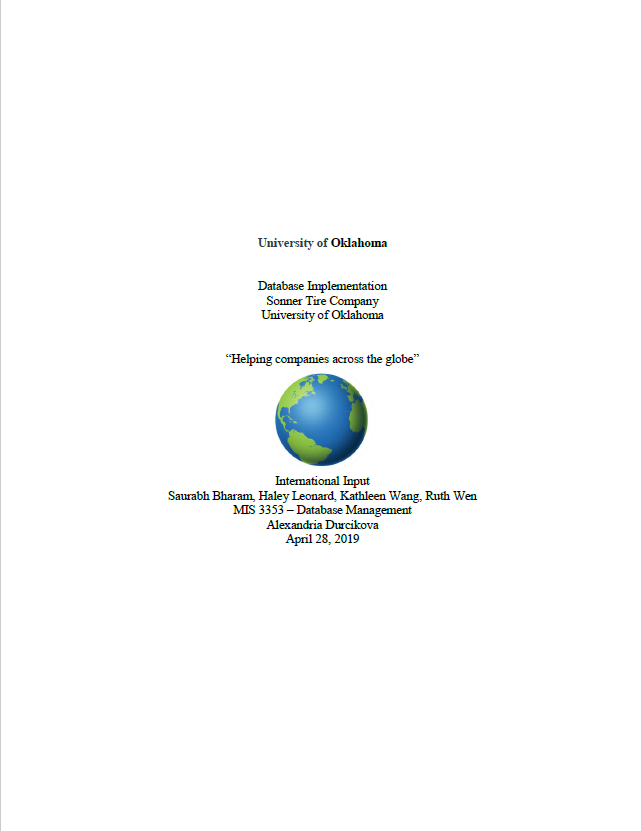 University of Oklahoma
Database Implementation
Sonner Tire Company
University of Oklahoma
“Helping companies across the globe”
International Input
Saurabh Bharam, Haley Leonard, Kathleen Wang, Ruth Wen
MIS 3353 – Database Management
Alexandria Durcikova
April 28, 2019